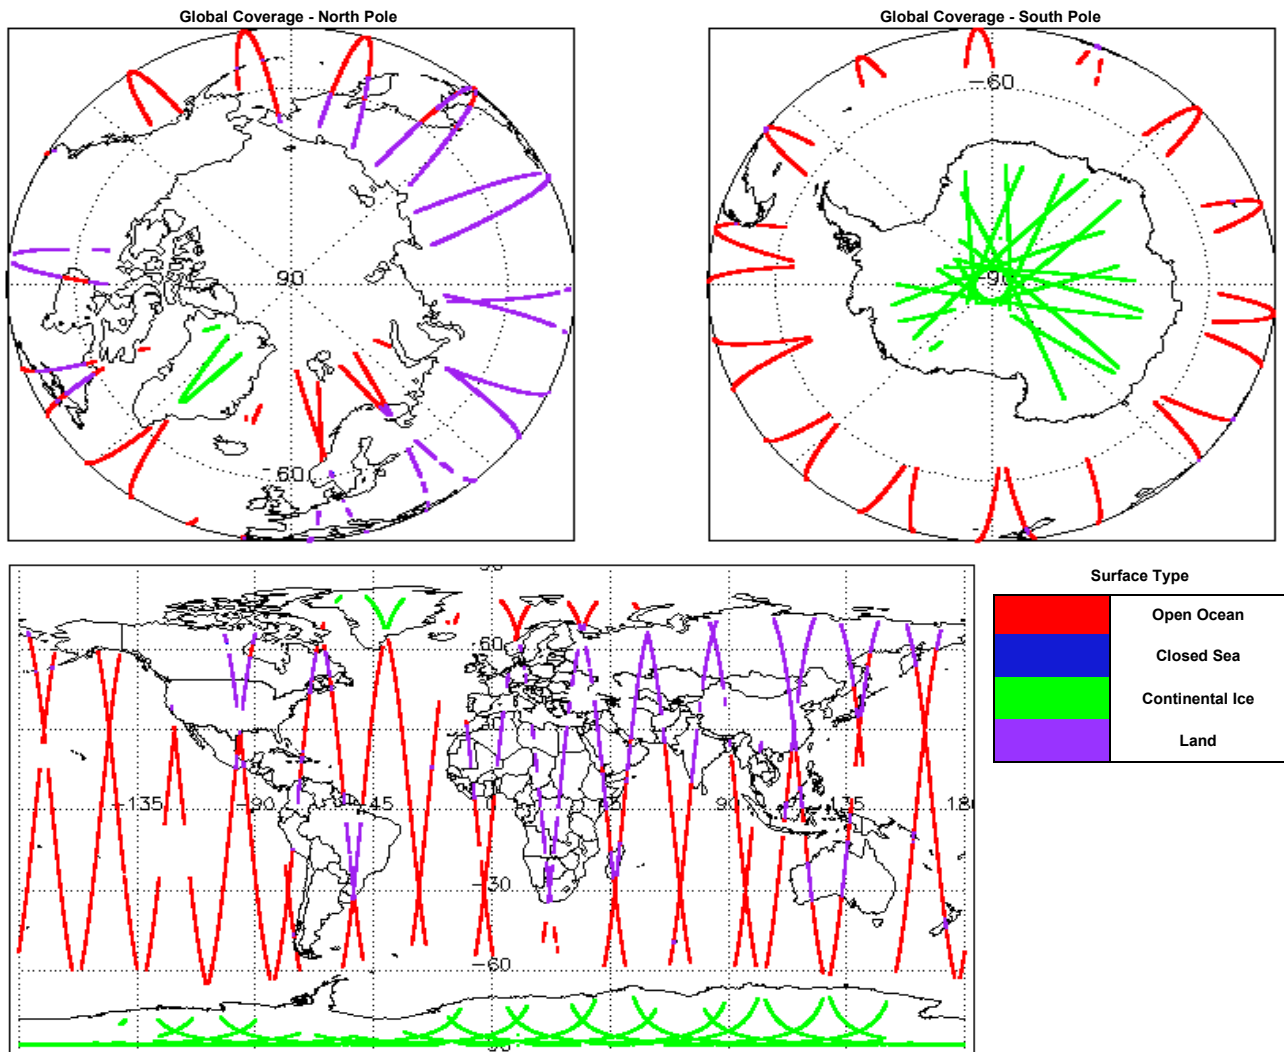 Global Coverage - North Pole
Global Coverage - South Pole
-60
90
-90
-60
60
-135
-90
-45
0
90
135
180
-30
-60
Surface Type
Open Ocean
Closed Sea
Continental Ice
Land